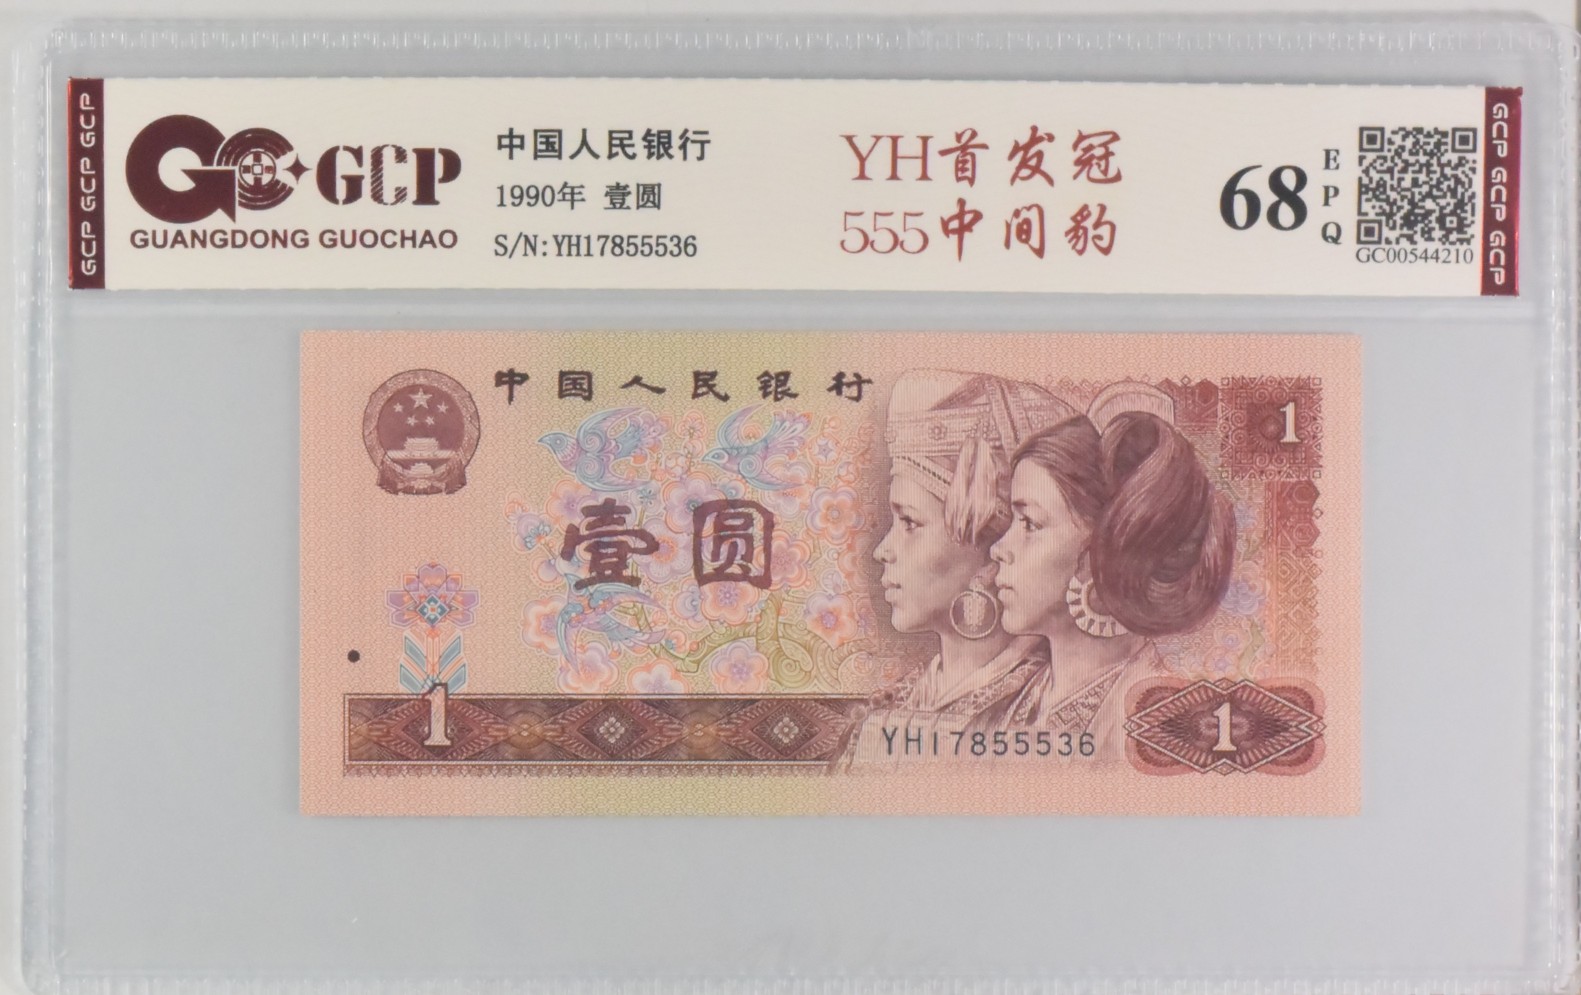 GCP GCP GCP
GCP
GUANGDONG GUOCHAO
中国人民银行
1990年 壹圆
S/N:YH17855536
YH首发冠
555中间豹
68
EPQ
GC00544210
GCP GCP GCP
中国人民银行
1
壹圆
1
YH17855536
1